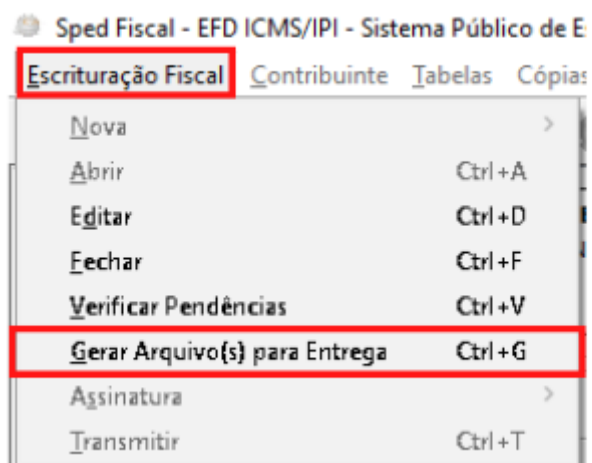 Sped Fiscal - EFD ICMS/IPI - Sistema Público de E
Escrituração Fiscal Contribuinte Tabelas Cópias
Nova >
Abrir Ctrl+A
Editar Ctrl+D
Fechar Ctrl+F
Verificar Pendências Ctrl+V
Gerar Arquivo(s) para Entrega Ctrl+G
Assinatura >
Transmitir Ctrl+T